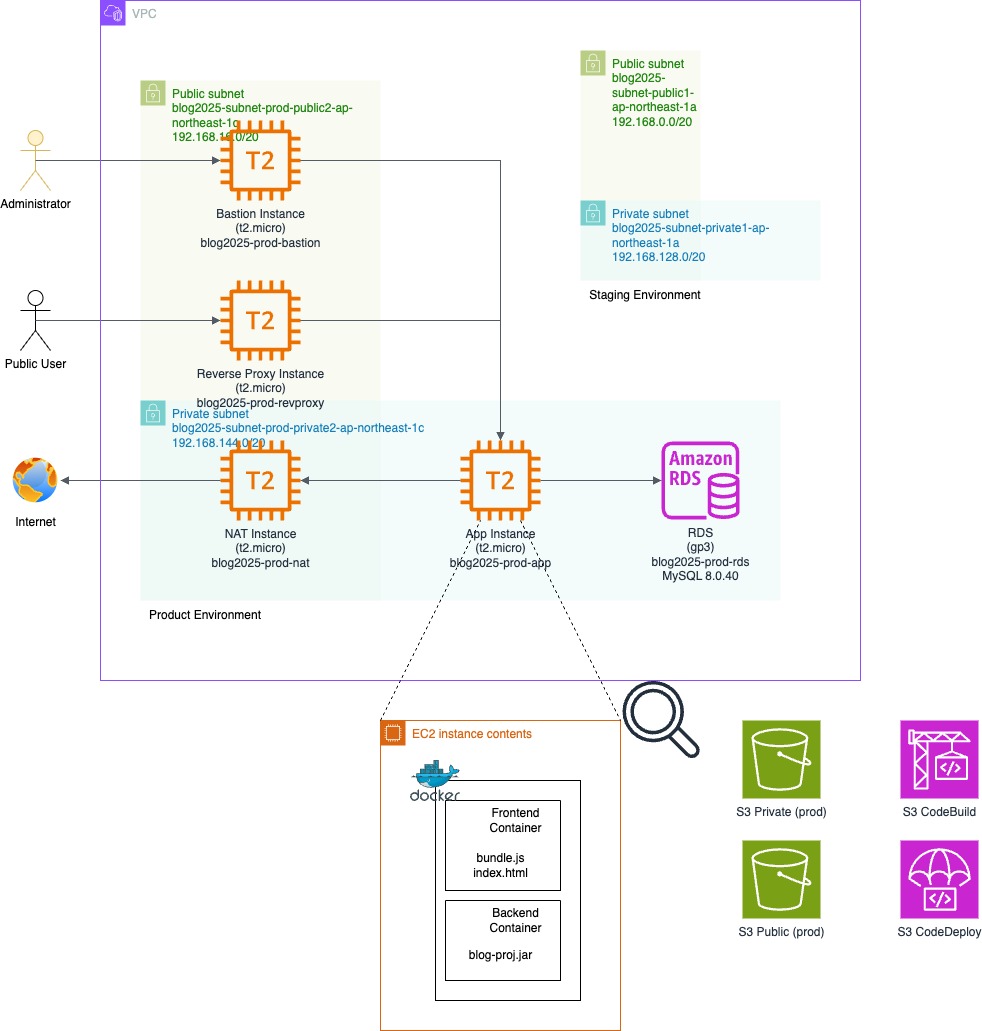 VPC
Public subnet
blog2025-subnet-prod-public2-ap-
northeast-1c
192.168.16.0/20
T2
Bastion Instance
(t2.micro)
blog2025-prod-bastion
Administrator
Public subnet
blog2025-
subnet-public1-
ap-northeast-1a
192.168.0.0/20
Private subnet
blog2025-subnet-private1-ap-
northeast-1a
192.168.128.0/20
Staging Environment
T2
Reverse Proxy Instance
(t2.micro)
blog2025-prod-revproxy
Public User
Private subnet
blog2025-subnet-prod-private2-ap-northeast-1c
192.168.144.0/20
T2
NAT Instance
(t2.micro)
blog2025-prod-nat
Internet
T2
App Instance
(t2.micro)
blog2025-prod-app
Amazon
RDS
RDS
(gp3)
blog2025-prod-rds
MySQL 8.0.40
Product Environment
EC2 instance contents
docker
Frontend
Container
bundle.js
index.html
Backend
Container
blog-proj.jar
S3 Private (prod)
S3 CodeBuild
S3 Public (prod)
S3 CodeDeploy